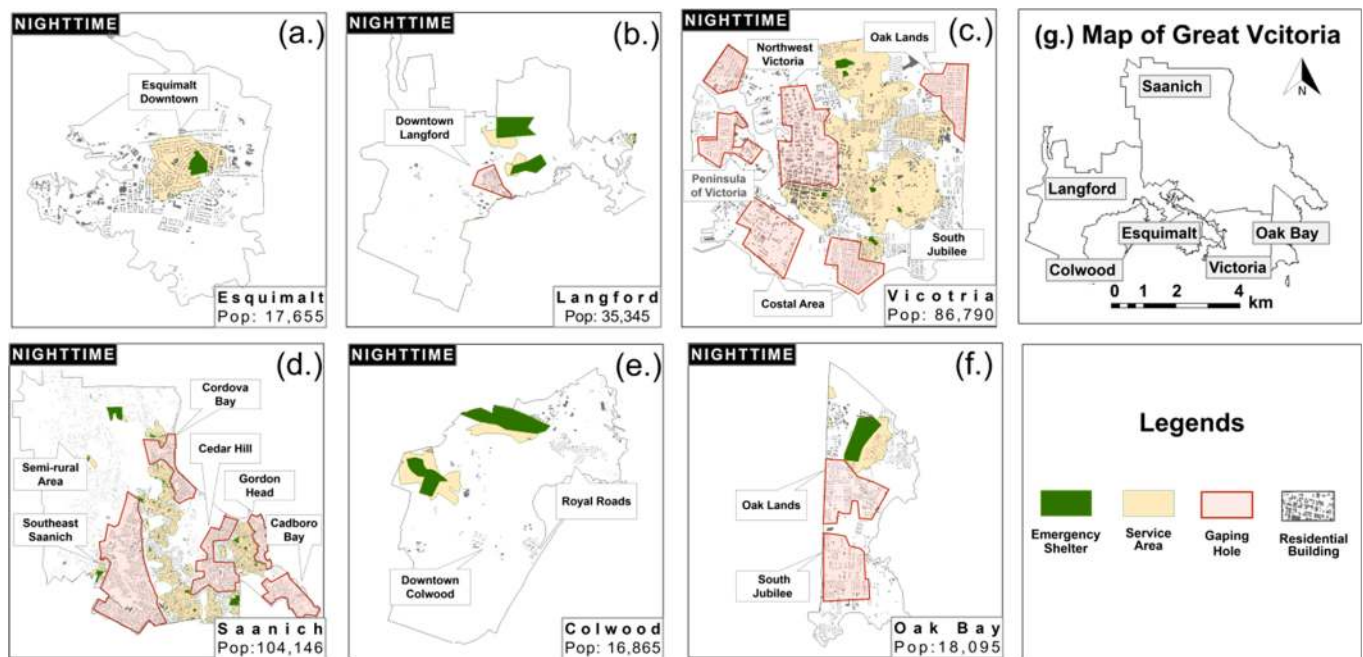 NIGHTTIME
(a.)
Esquimalt
Downtown
Esquimalt
Pop: 17,655
NIGHTTIME
(b.)
Downtown
Langford
Langford
Pop: 35,345
NIGHTTIME
(c.)
Northwest
Victoria
Oak Lands
Peninsula
of Victoria
South
Jubilee
Costal Area
Vicotria
Pop: 86,790
(g.) Map of Great Vcitoria
N
Saanich
Langford
Esquimalt
Oak Bay
Colwood
Victoria
0 1 2 4
km
NIGHTTIME
(d.)
Cordova
Bay
Cedar Hill
Semi-rural
Area
Gordon
Head
Southeast
Saanich
Cadboro
Bay
Saanich
Pop:104,146
NIGHTTIME
(e.)
Royal Roads
Downtown
Colwood
Colwood
Pop: 16,865
NIGHTTIME
(f.)
Oak Lands
South
Jubilee
Oak Bay
Pop:18,095
Legends
Emergency
Shelter
Service
Area
Gaping
Hole
Residential
Building